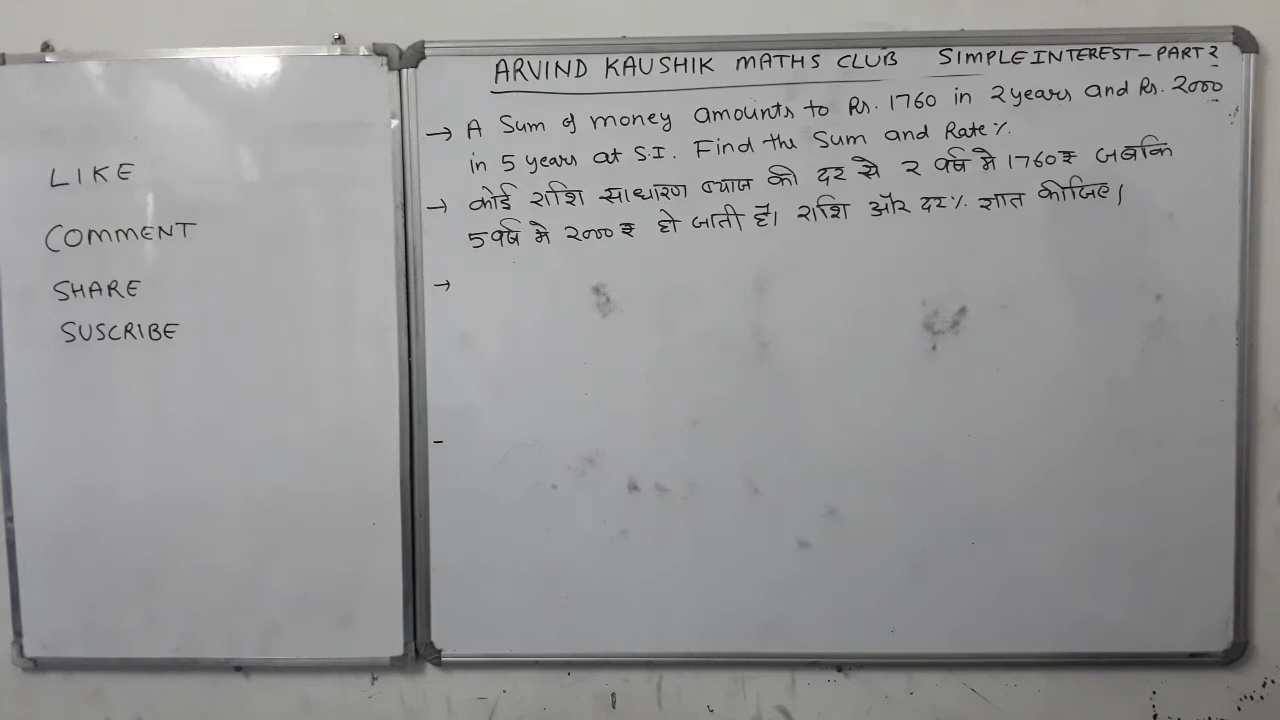 LIKE
COMMENT
SHARE
SUSCRIBE
ARVIND KAUSHIK MATHS CLUB SIMPLE INTEREST-PART 2
→ A Sum of money amounts to Rs. 1760 in 2 years and Rs. 2000
in 5 years at S.I. Find the Sum and Rate %.
→ कोई राशि साधारण ब्याज की दर से 2 वर्ष मे 1760₹ जबकि
5 वर्ष मे 2000₹ हो जाती है। राशि और दर% ज्ञात कीजिए।
→
-